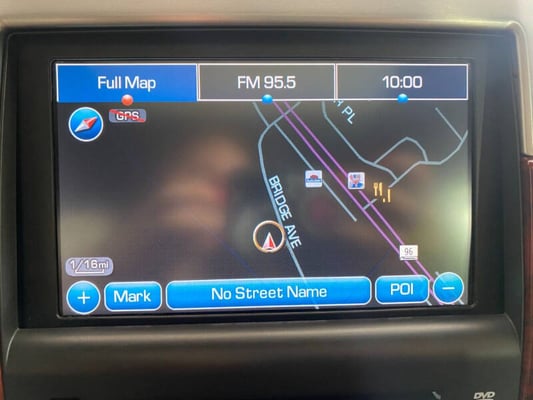 Full Map
FM 95.5
10:00
GPS
H PL
BRIDGE AVE
96
1/16mi
+
Mark
No Street Name
POI
−
DVD